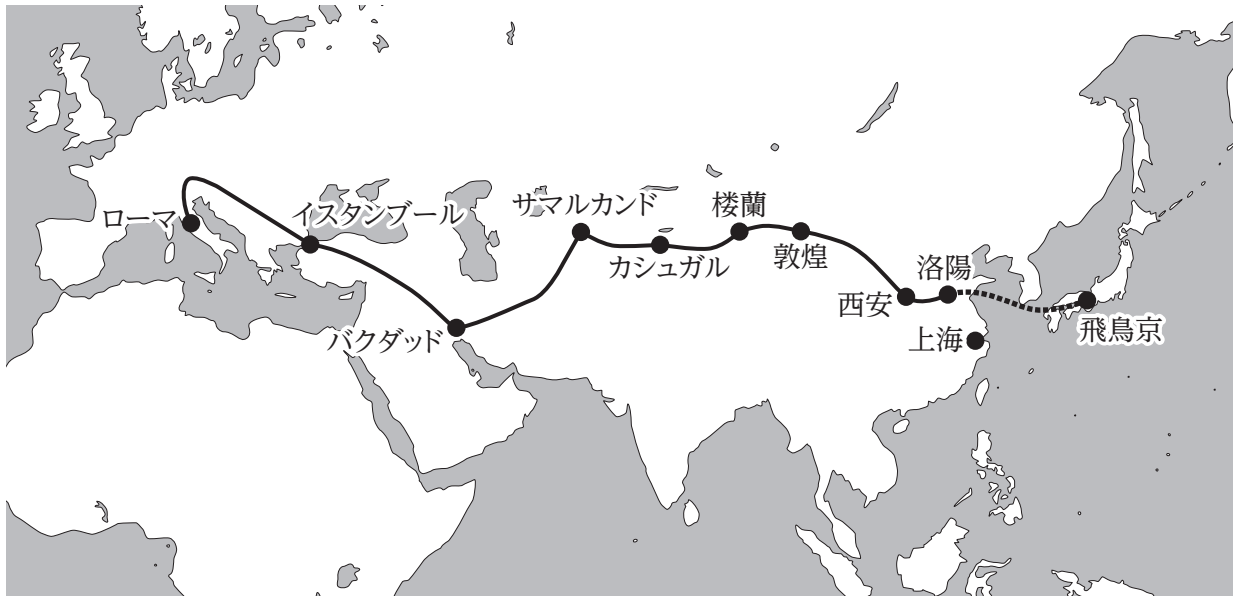 ローマ
イスタンブール
バクダッド
サマルカンド
カシュガル
楼蘭
敦煌
西安
洛陽
上海
飛鳥京